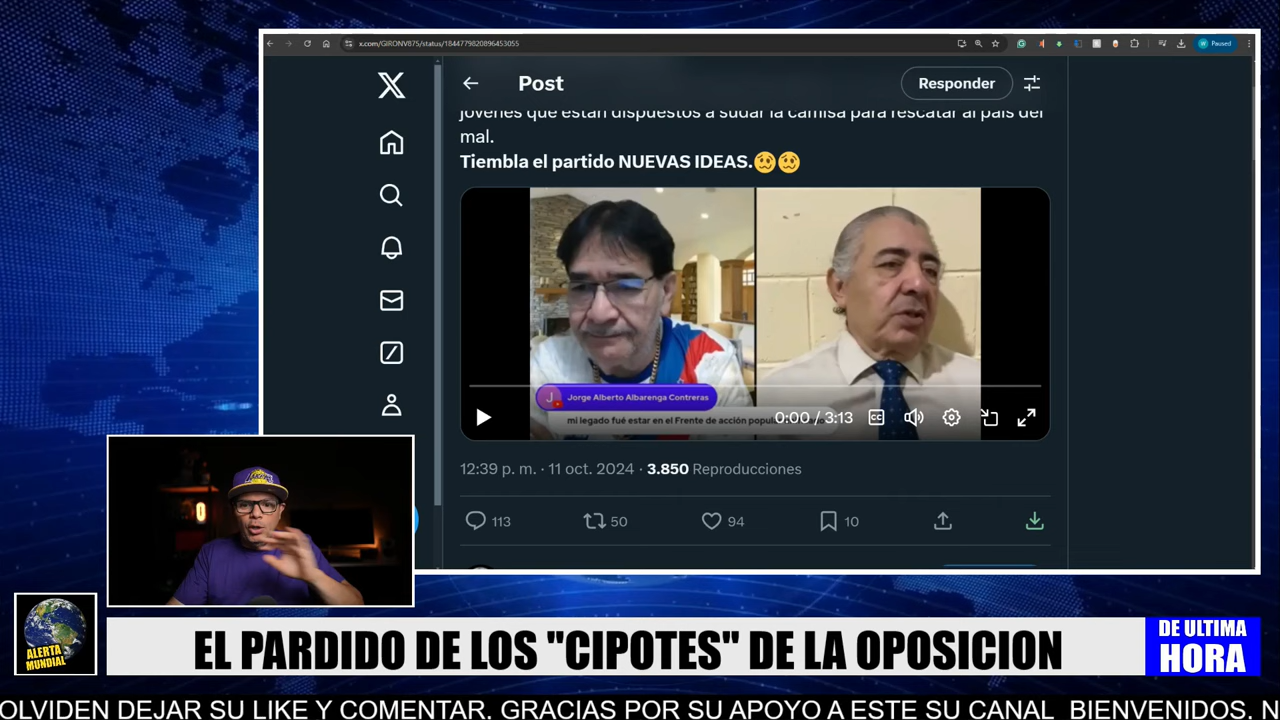 x.com/GIRONV875/status/1844779820896453055
Paused
Post
Responder
jóvenes que están dispuestos a sudar la camisa para rescatar al país del
mal.
Tiembla el partido NUEVAS IDEAS.🥴🥴
J Jorge Alberto Albarenga Contreras
mi legado fué estar en el Frente de acción
0:00 / 3:13
CC
12:39 p. m. · 11 oct. 2024 · 3.850 Reproducciones
113 50 94 10
ALERTA
MUNDIAL
EL PARDIDO DE LOS "CIPOTES" DE LA OPOSICION
DE ULTIMA
HORA
OLVIDEN DEJAR SU LIKE Y COMENTAR. GRACIAS POR SU APOYO A ESTE SU CANAL BIENVENIDOS. N